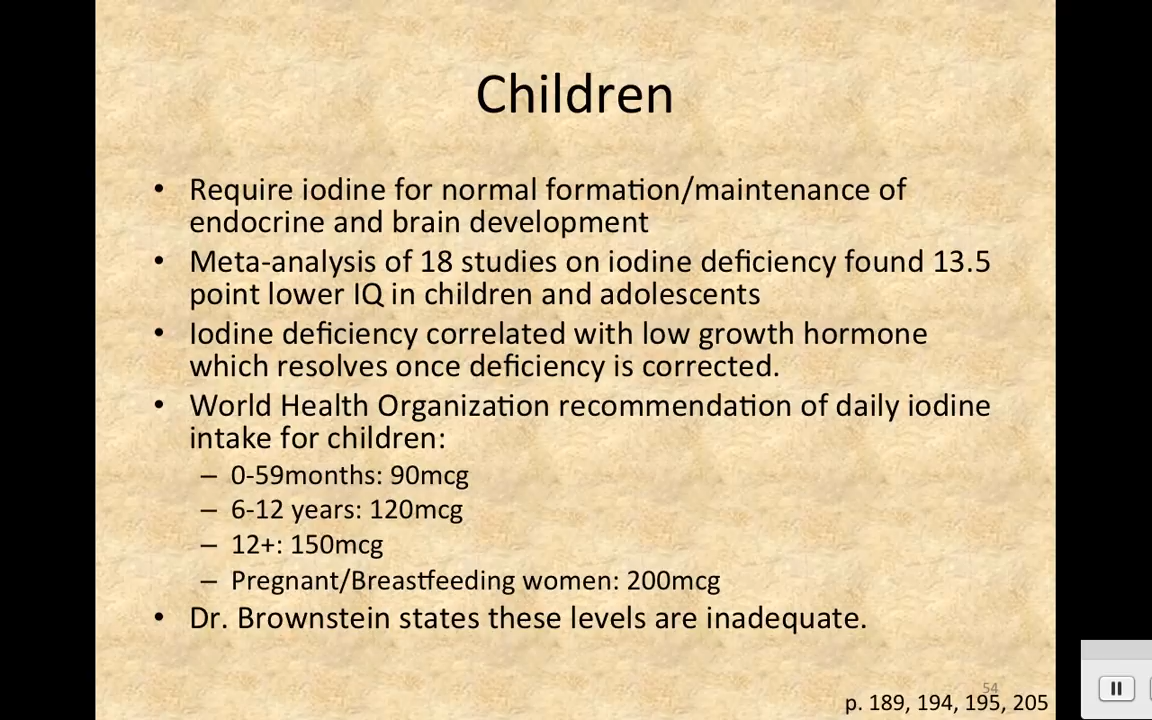 Children
• Require iodine for normal formation/maintenance of
endocrine and brain development
• Meta-analysis of 18 studies on iodine deficiency found 13.5
point lower IQ in children and adolescents
• Iodine deficiency correlated with low growth hormone
which resolves once deficiency is corrected.
• World Health Organization recommendation of daily iodine
intake for children:
– 0-59months: 90mcg
– 6-12 years: 120mcg
– 12+: 150mcg
– Pregnant/Breastfeeding women: 200mcg
• Dr. Brownstein states these levels are inadequate.
54
p. 189, 194, 195, 205